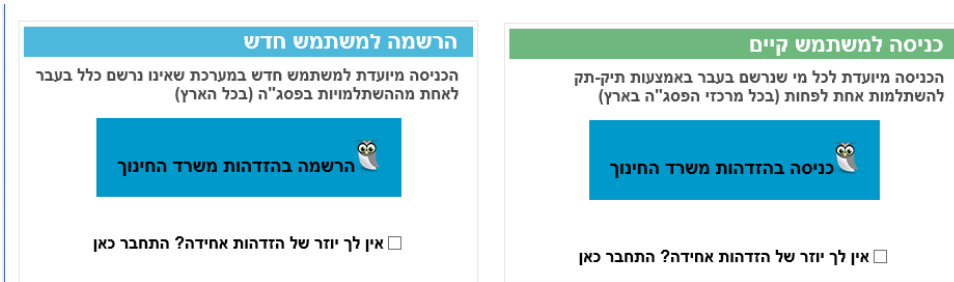 כניסה למשתמש קיים
הכניסה מיועדת לכל מי שנרשם בעבר באמצעות תיק-תק
להשתלמות אחת לפחות (בכל מרכזי הפסג"ה בארץ)
כניסה בהזדהות משרד החינוך
אין לך יוזר של הזדהות אחידה? התחבר כאן
הרשמה למשתמש חדש
הכניסה מיועדת למשתמש חדש במערכת שאינו נרשם כלל בעבר
לאחת מההשתלמויות בפסג"ה (בכל הארץ)
הרשמה בהזדהות משרד החינוך
אין לך יוזר של הזדהות אחידה? התחבר כאן